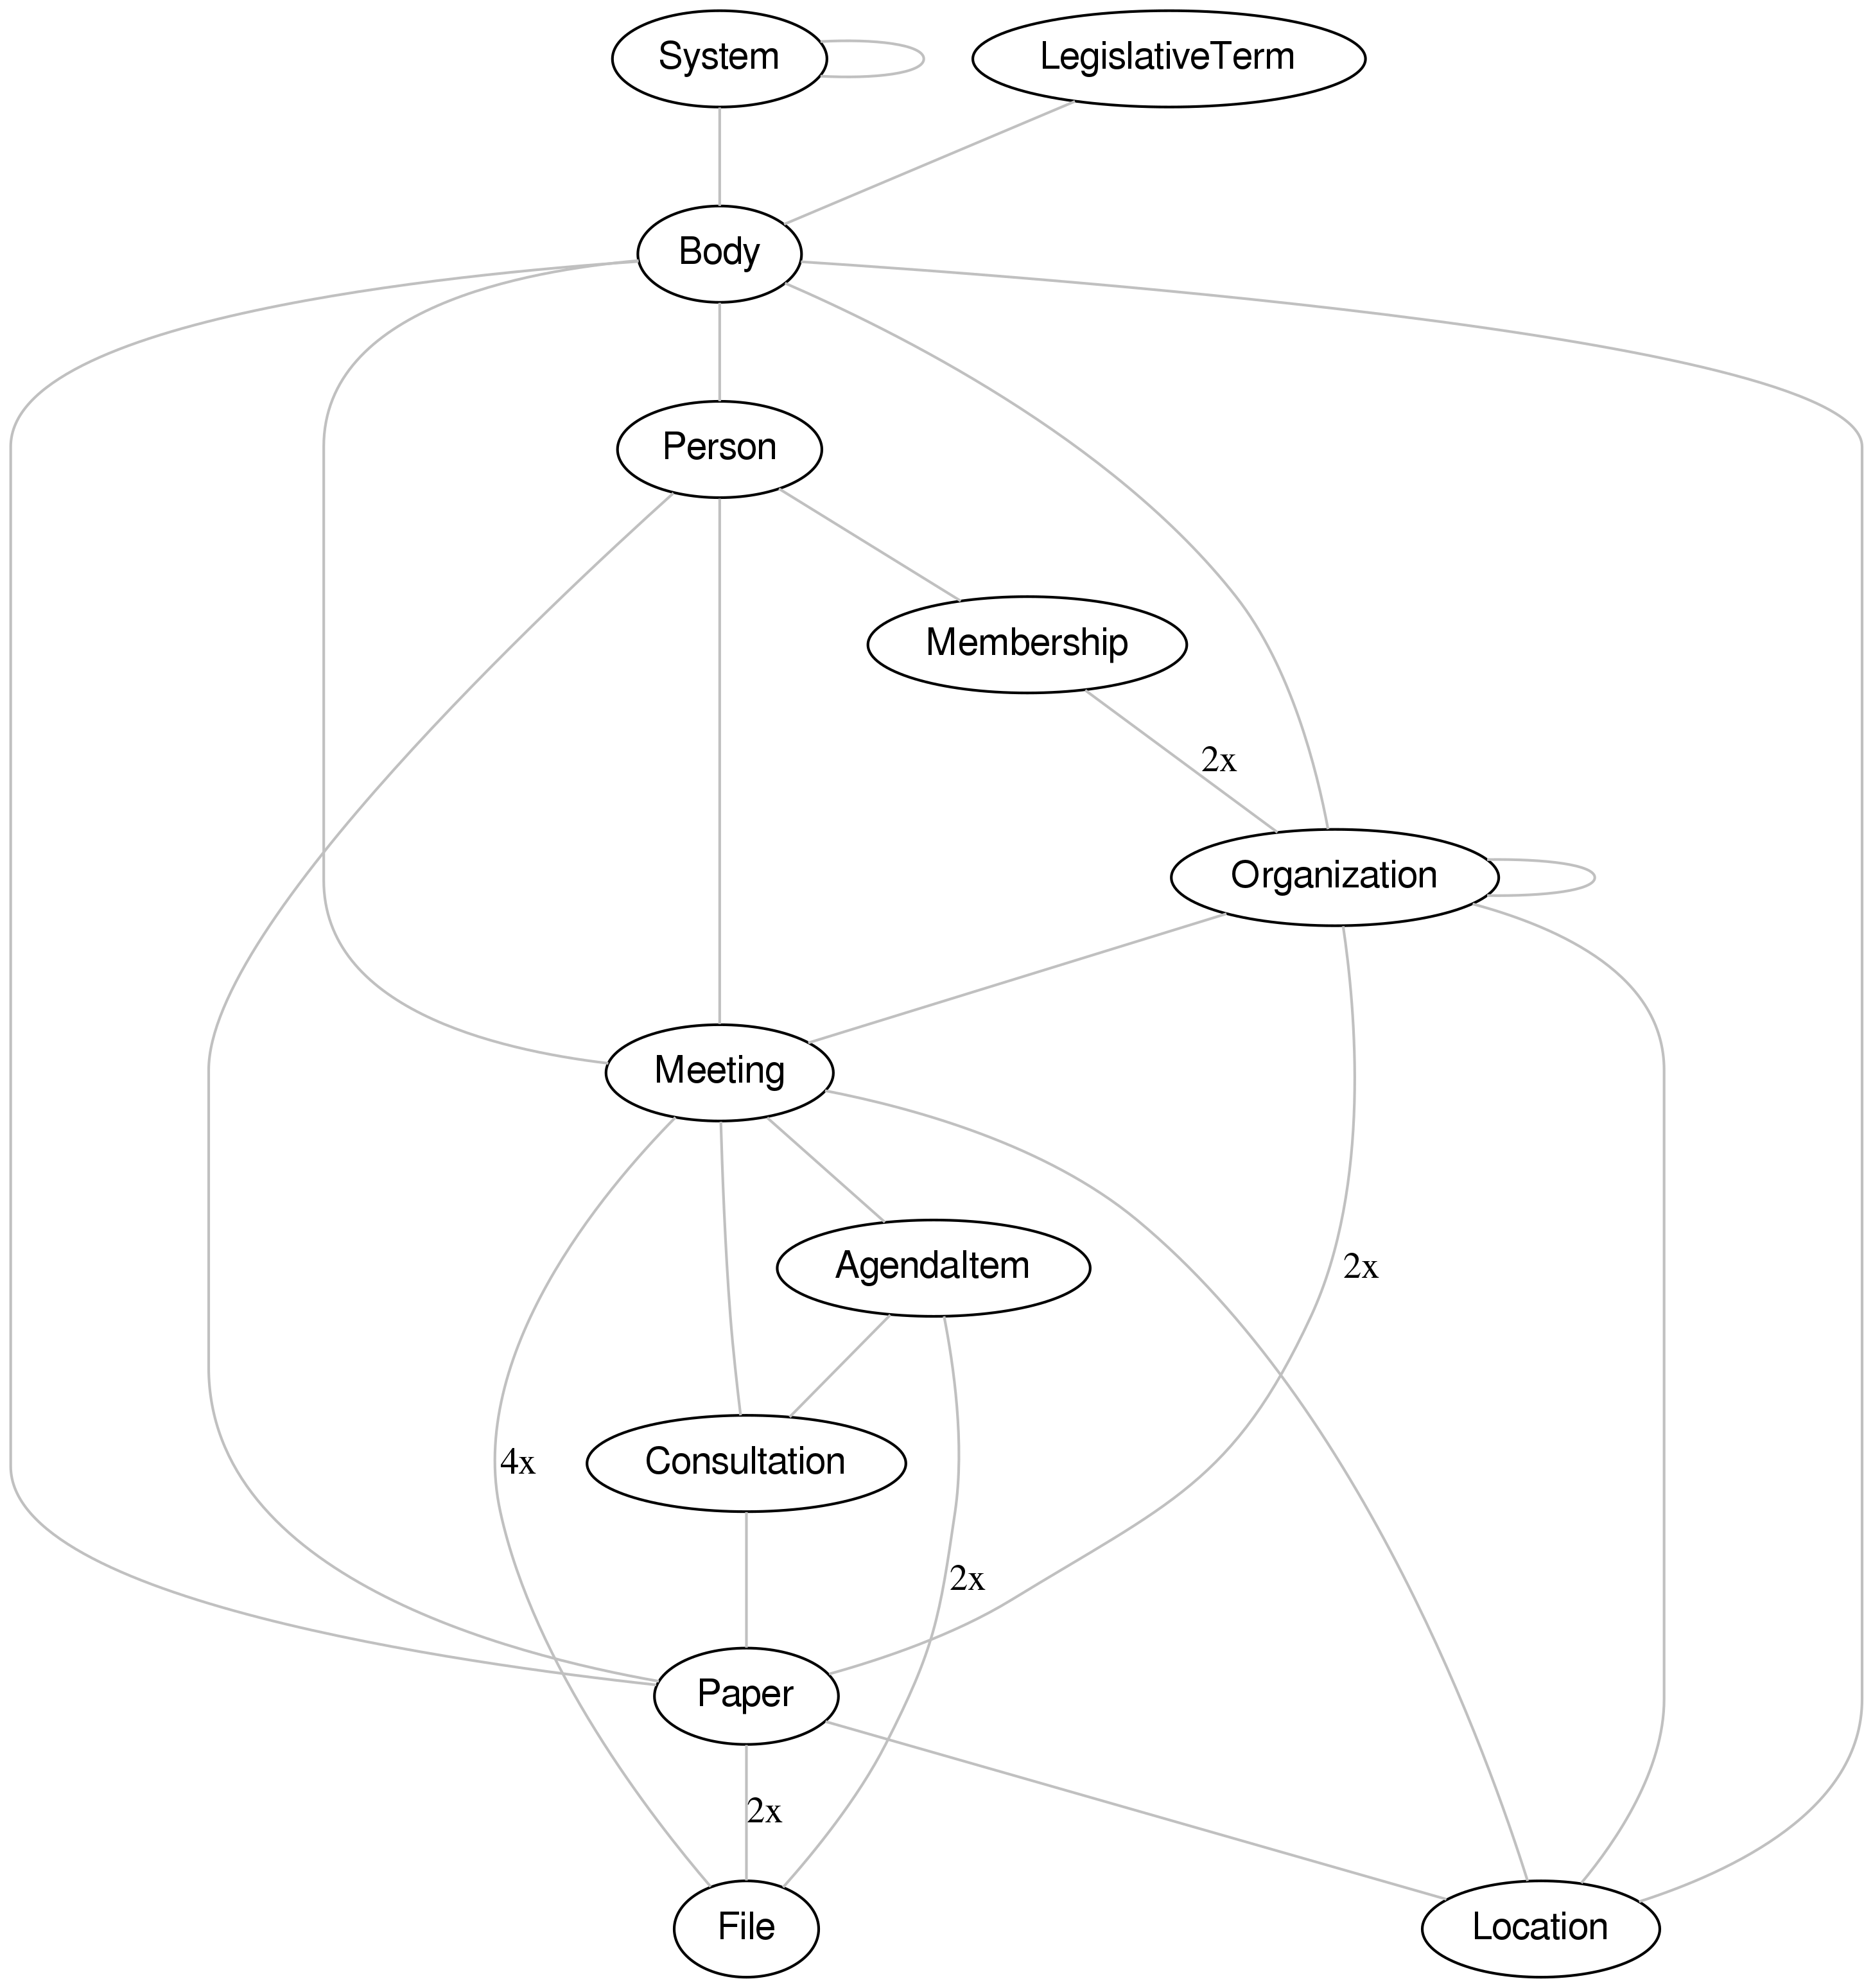 System
LegislativeTerm
Body
Person
Membership
2x
Organization
Meeting
AgendaItem
2x
Consultation
4x
2x
Paper
2x
File
Location